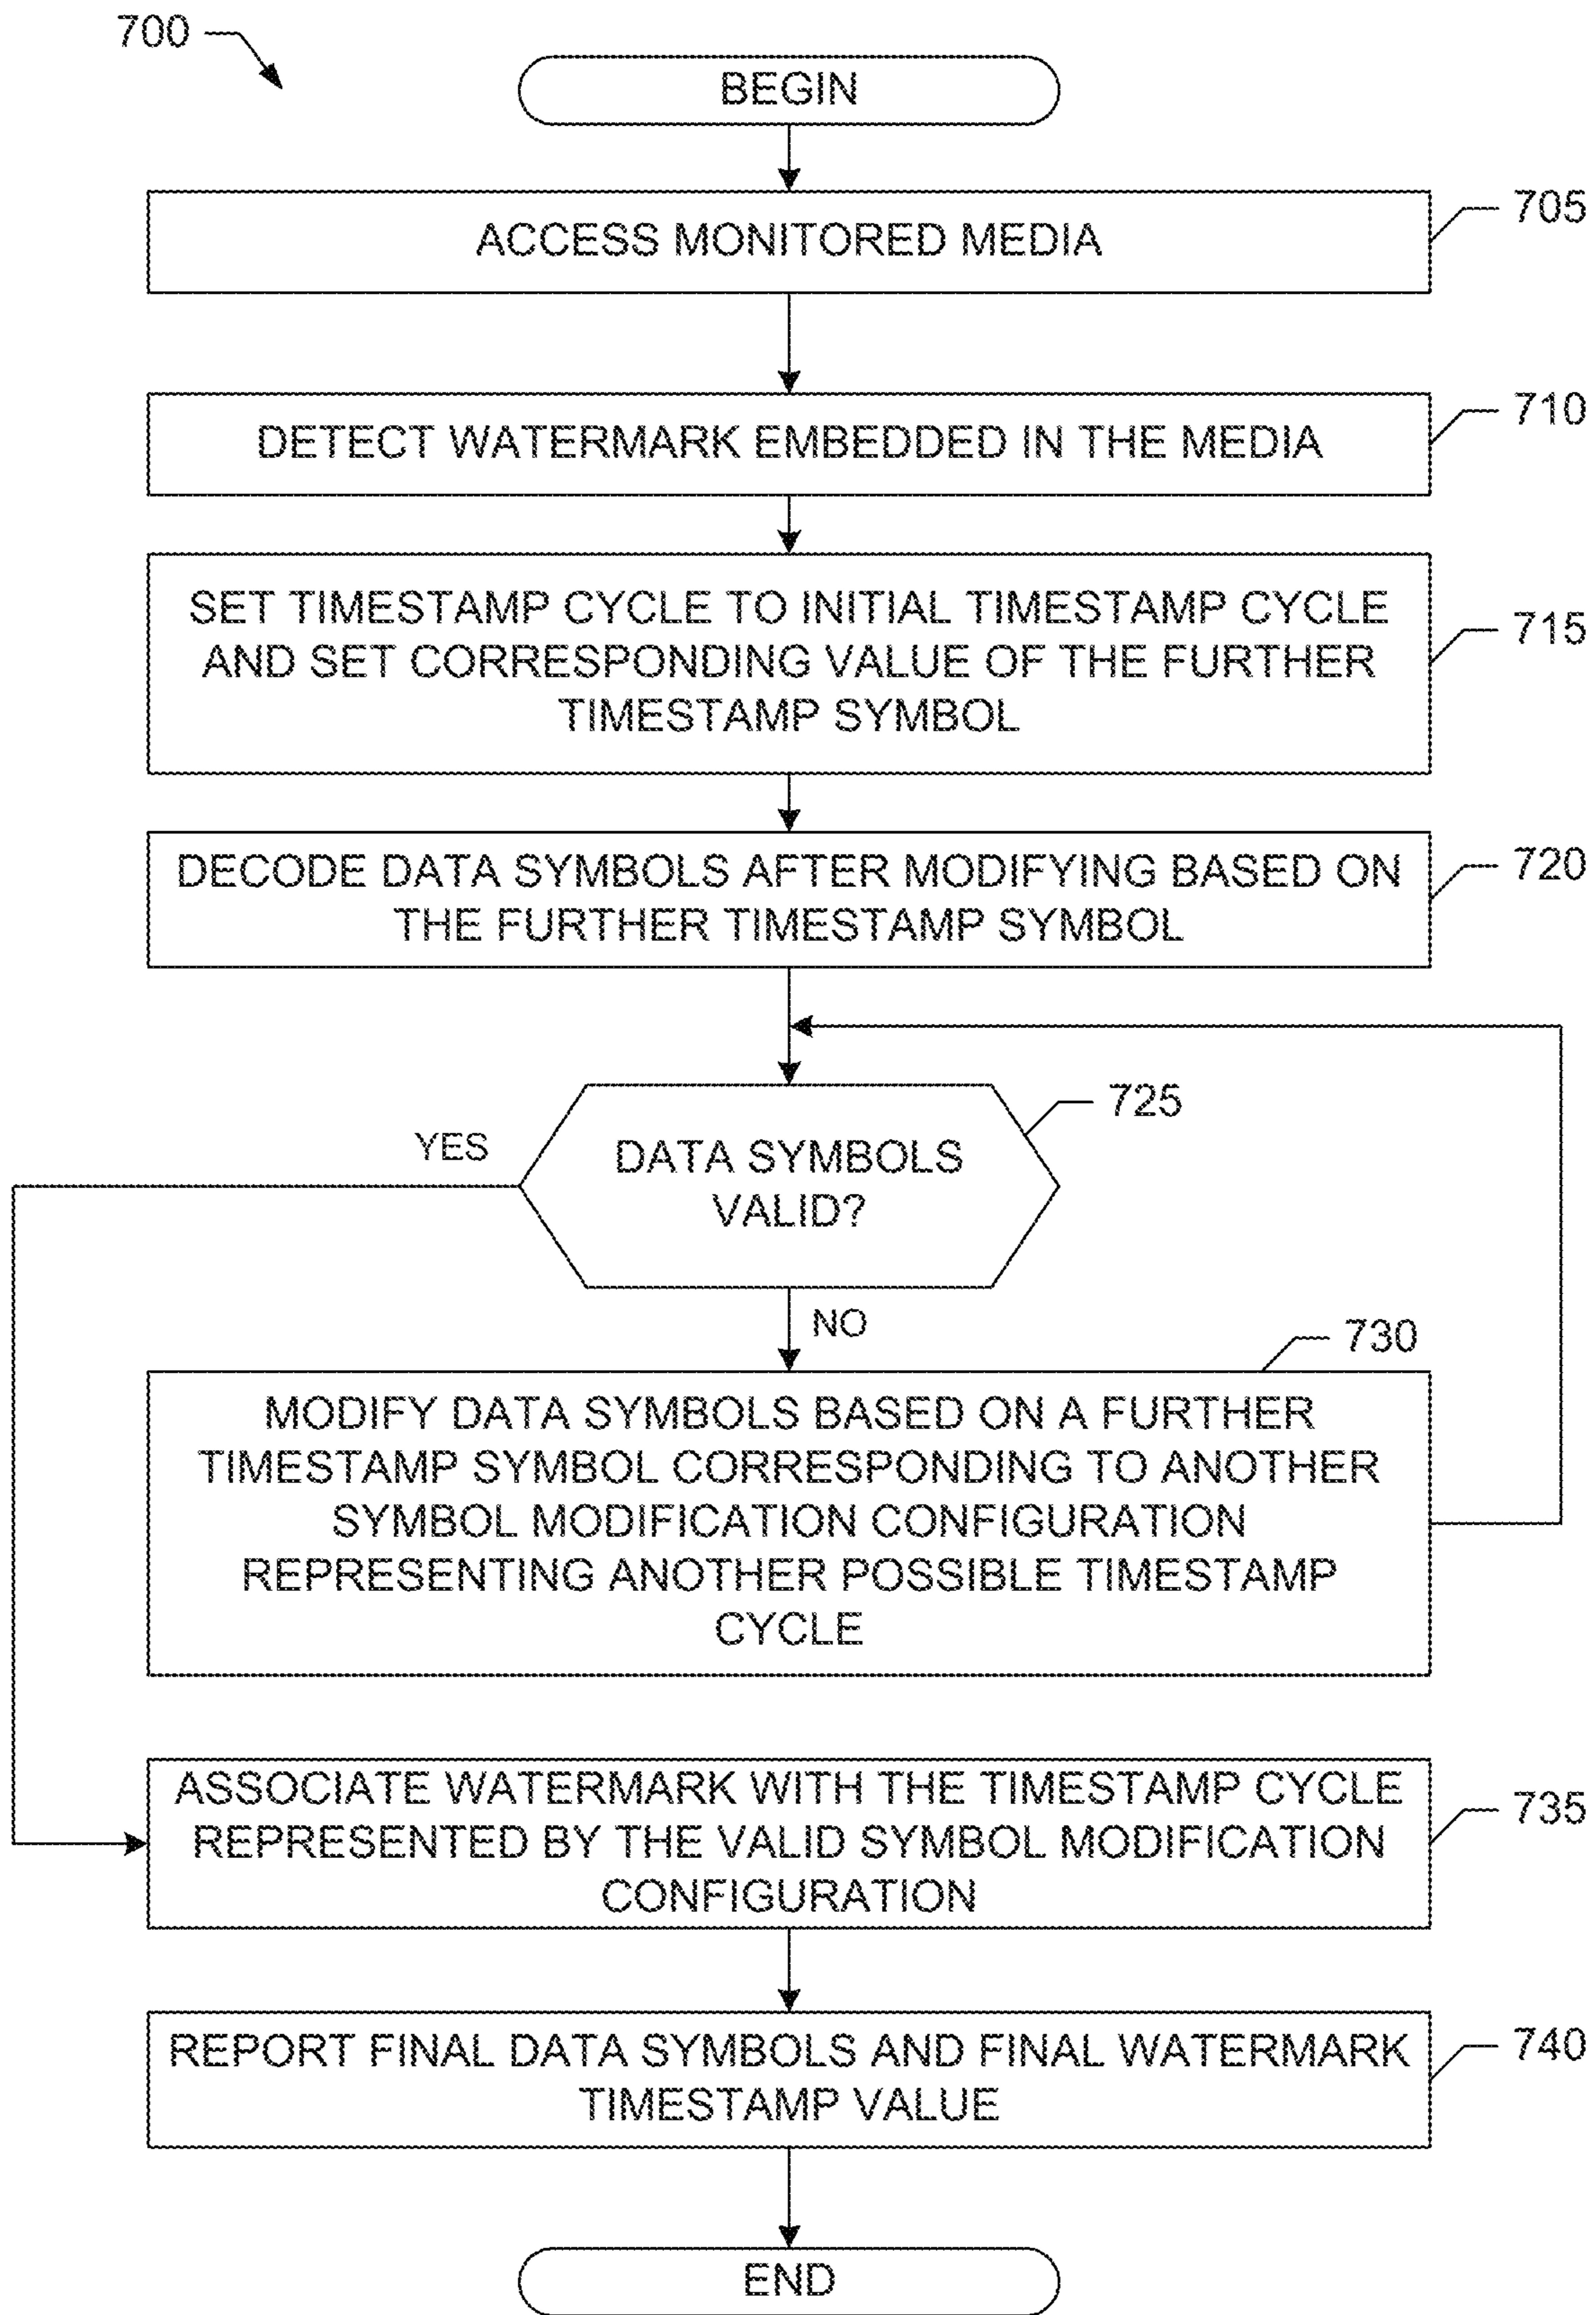 700
BEGIN
ACCESS MONITORED MEDIA
705
DETECT WATERMARK EMBEDDED IN THE MEDIA
710
SET TIMESTAMP CYCLE TO INITIAL TIMESTAMP CYCLE
AND SET CORRESPONDING VALUE OF THE FURTHER
TIMESTAMP SYMBOL
715
DECODE DATA SYMBOLS AFTER MODIFYING BASED ON
THE FURTHER TIMESTAMP SYMBOL
720
DATA SYMBOLS
VALID?
725
YES
NO
730
MODIFY DATA SYMBOLS BASED ON A FURTHER
TIMESTAMP SYMBOL CORRESPONDING TO ANOTHER
SYMBOL MODIFICATION CONFIGURATION
REPRESENTING ANOTHER POSSIBLE TIMESTAMP
CYCLE
ASSOCIATE WATERMARK WITH THE TIMESTAMP CYCLE
REPRESENTED BY THE VALID SYMBOL MODIFICATION
CONFIGURATION
735
REPORT FINAL DATA SYMBOLS AND FINAL WATERMARK
TIMESTAMP VALUE
740
END